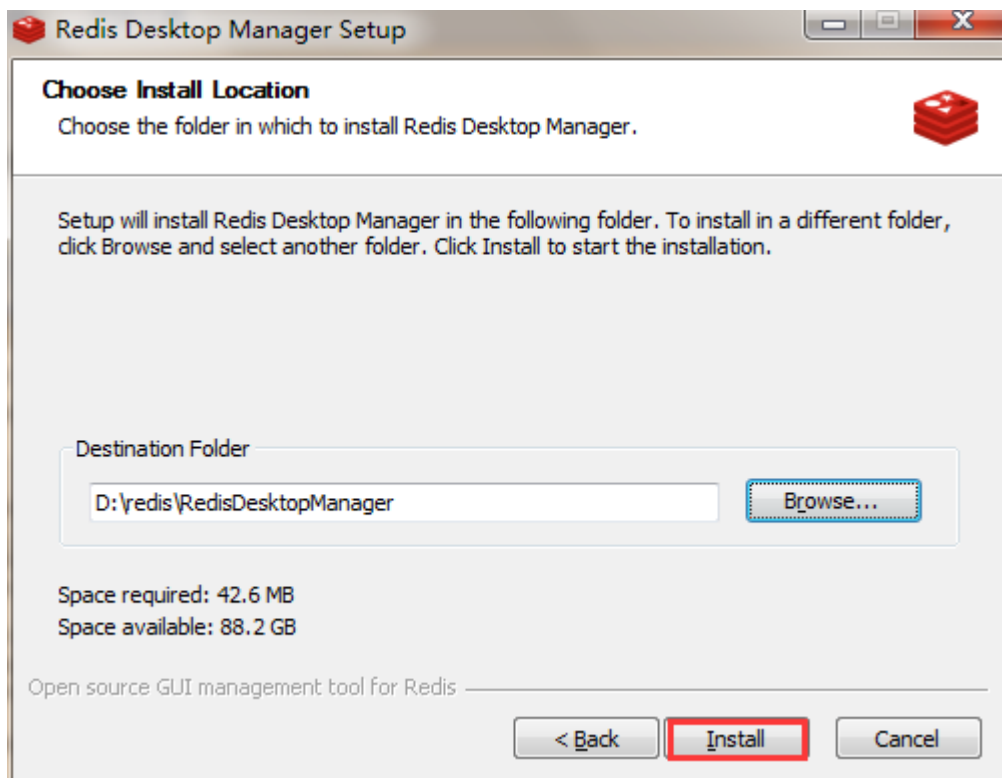 Redis Desktop Manager Setup
Choose Install Location
Choose the folder in which to install Redis Desktop Manager.
Setup will install Redis Desktop Manager in the following folder. To install in a different folder,
click Browse and select another folder. Click Install to start the installation.
Destination Folder
D:\redis\RedisDesktopManager
Browse...
Space required: 42.6 MB
Space available: 88.2 GB
Open source GUI management tool for Redis
< Back
Install
Cancel